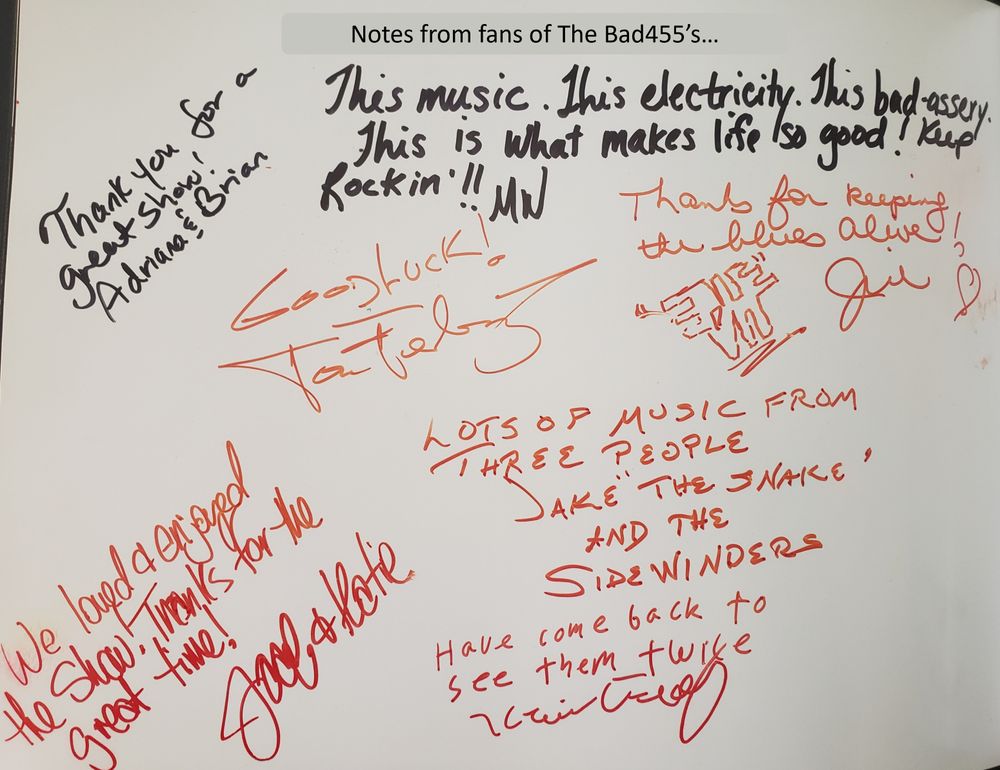 Notes from fans of The Bad455's…
This music. This electricity. This bad-assery.
This is what makes life so good! Keep
Rockin'!! MW
Thank you for a
great show!
Adriana & Brian
Thanks for keeping
the blues alive!
Good Luck!
Tom
LOTS OF MUSIC FROM
THREE PEOPLE
JAKE "THE SNAKE"
AND THE
SIDEWINDERS
Have come back to
see them twice
Kevin
We loved & enjoyed
the Show. Thanks for the
great time!
& Katie